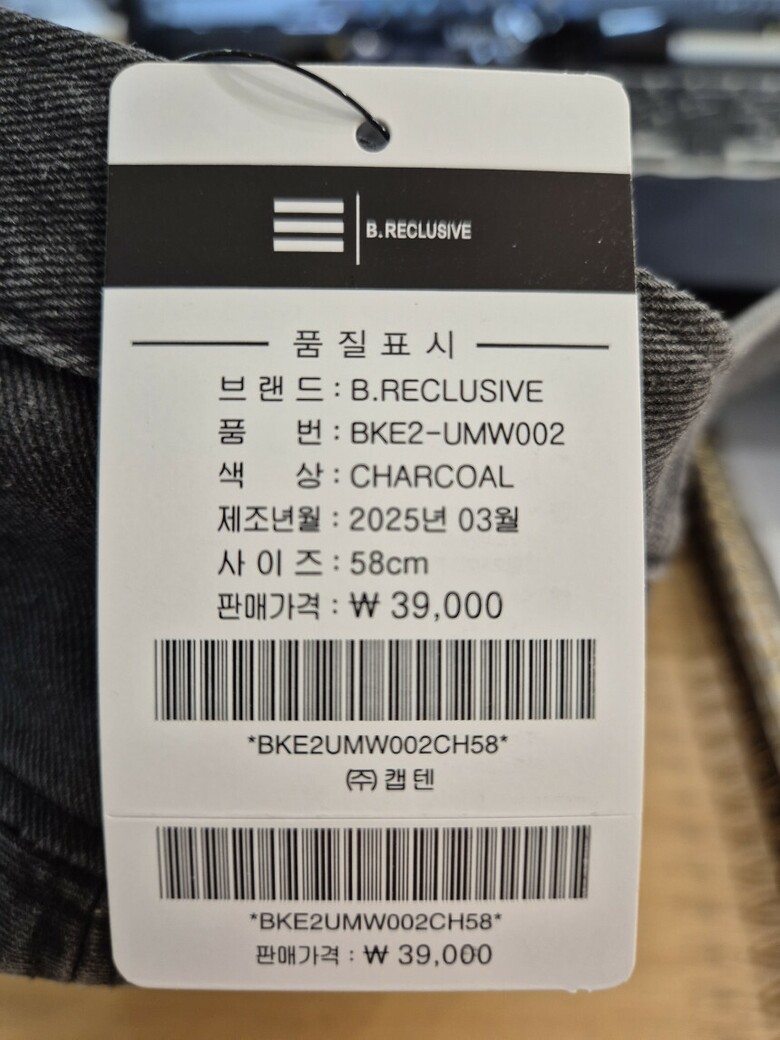 B.RECLUSIVE
품질표시
브랜드 : B.RECLUSIVE
품 번 : BKE2-UMW002
색 상 : CHARCOAL
제조년월 : 2025년 03월
사이즈 : 58cm
판매가격 : ₩ 39,000
*BKE2UMW002CH58*
㈜캡텐
*BKE2UMW002CH58*
판매가격 : ₩ 39,000